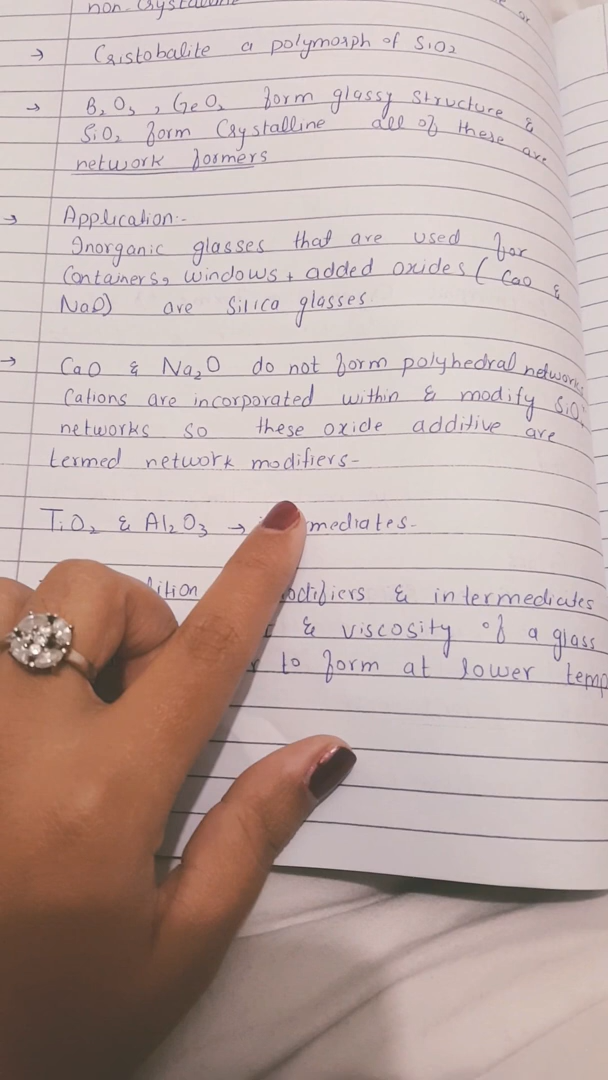 non-crystalline
→ Cristobalite a polymorph of SiO2
→ B2O3, GeO2 form glassy structure &
SiO2 form Crystalline all of these are
network formers
→ Application:-
Inorganic glasses that are used for
Containers, windows + added oxides ( CaO &
NaO) are Silica glasses.
→ CaO & Na2O do not form polyhedral network.
Cations are incorporated within & modify SiO4
networks so these oxide additive are
termed network modifiers-
TiO2 & Al2O3 → mediates-
& intermediates
& viscosity of a glass
to form at lower temp